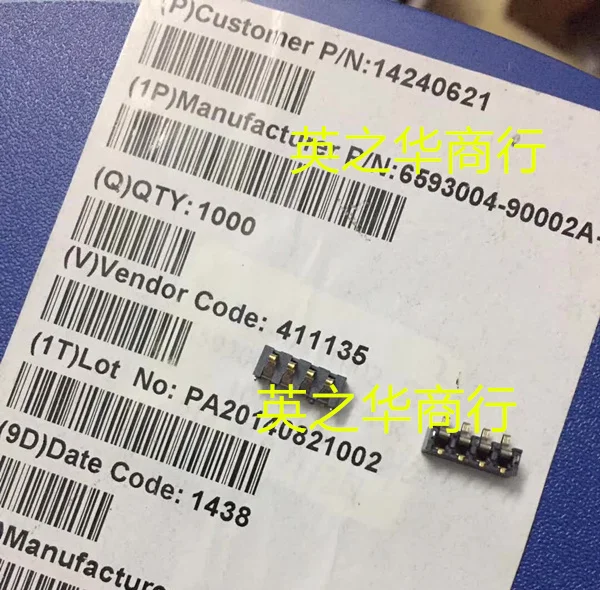 (P)Customer P/N:14240621
(1P)Manufacturer P/N:6593004-90002A-
英之华商行
(Q)QTY: 1000
(V)Vendor Code: 411135
(1T)Lot No: PA20140821002
英之华商行
(9D)Date Code: 1438
)Manufacture